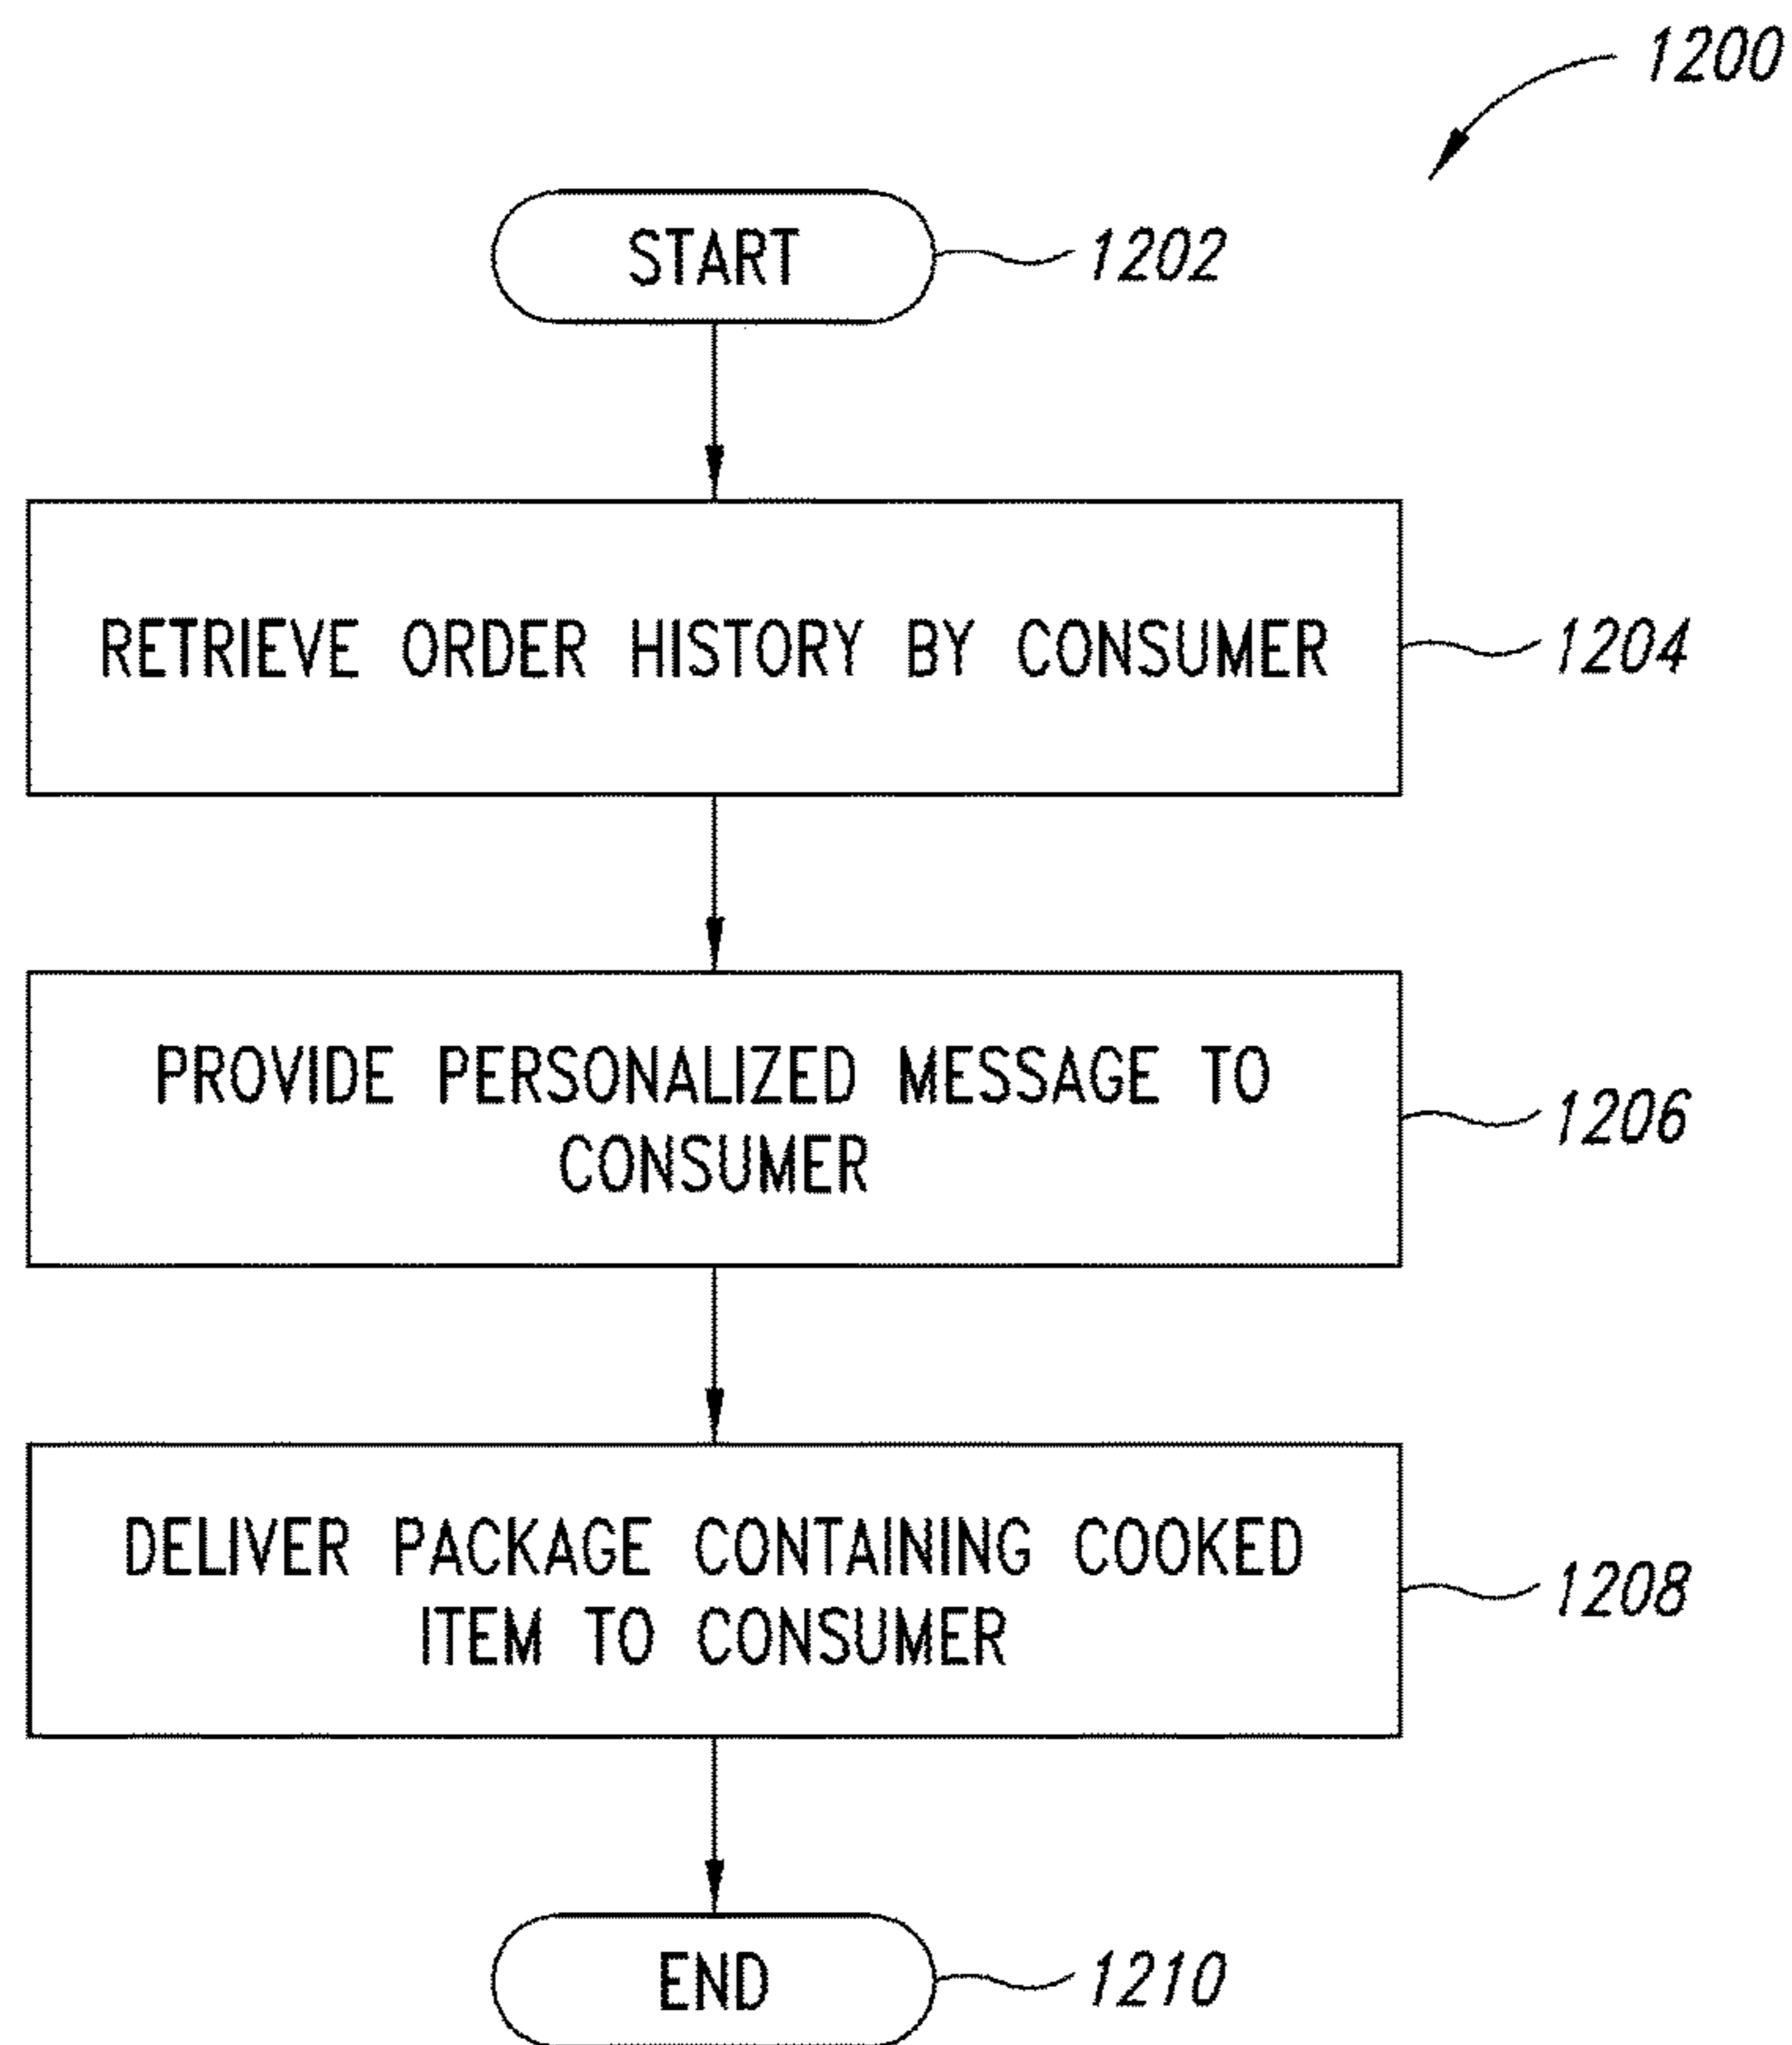 1200
START
1202
RETRIEVE ORDER HISTORY BY CONSUMER
1204
PROVIDE PERSONALIZED MESSAGE TO
CONSUMER
1206
DELIVER PACKAGE CONTAINING COOKED
ITEM TO CONSUMER
1208
END
1210